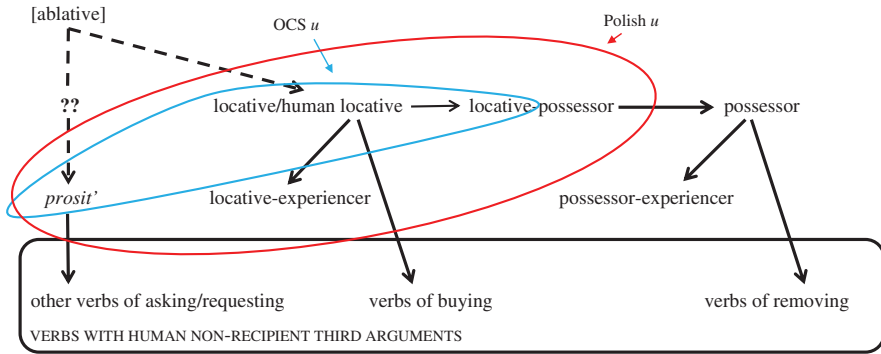 [ablative]
OCS u
Polish u
??
locative/human locative
locative-possessor
possessor
prosit’
locative-experiencer
possessor-experiencer
other verbs of asking/requesting
verbs of buying
verbs of removing
VERBS WITH HUMAN NON-RECIPIENT THIRD ARGUMENTS